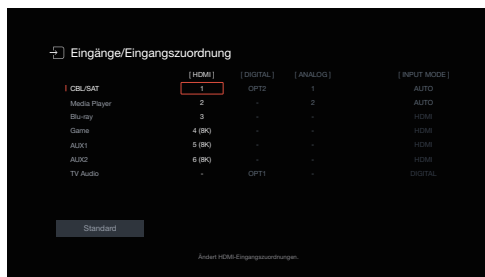 Eingänge/Eingangszuordnung
[ HDMI ] [ DIGITAL ] [ ANALOG ] [ INPUT MODE ]
CBL/SAT 1 OPT2 1 AUTO
Media Player 2 - 2 AUTO
Blu-ray 3 - - HDMI
Game 4 (8K) - - HDMI
AUX1 5 (8K) - - HDMI
AUX2 6 (8K) - - HDMI
TV Audio - OPT1 - DIGITAL
Standard
Ändert HDMI-Eingangszuordnungen.